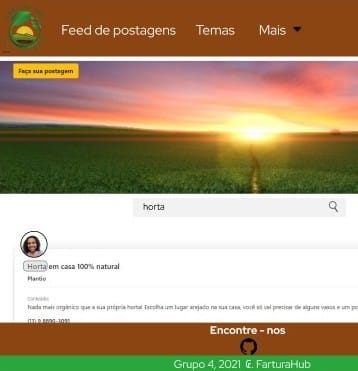 Feed de postagens Temas Mais
Faça sua postagem
horta
Horta em casa 100% natural
Plantio
Conteúdo:
Nada mais orgânico que a sua própria horta! Escolha um lugar arejado na sua casa, você só vai precisar de alguns vasos e um po
(11) 9 8890-3091
Encontre - nos
Grupo 4, 2021 @ FarturaHub